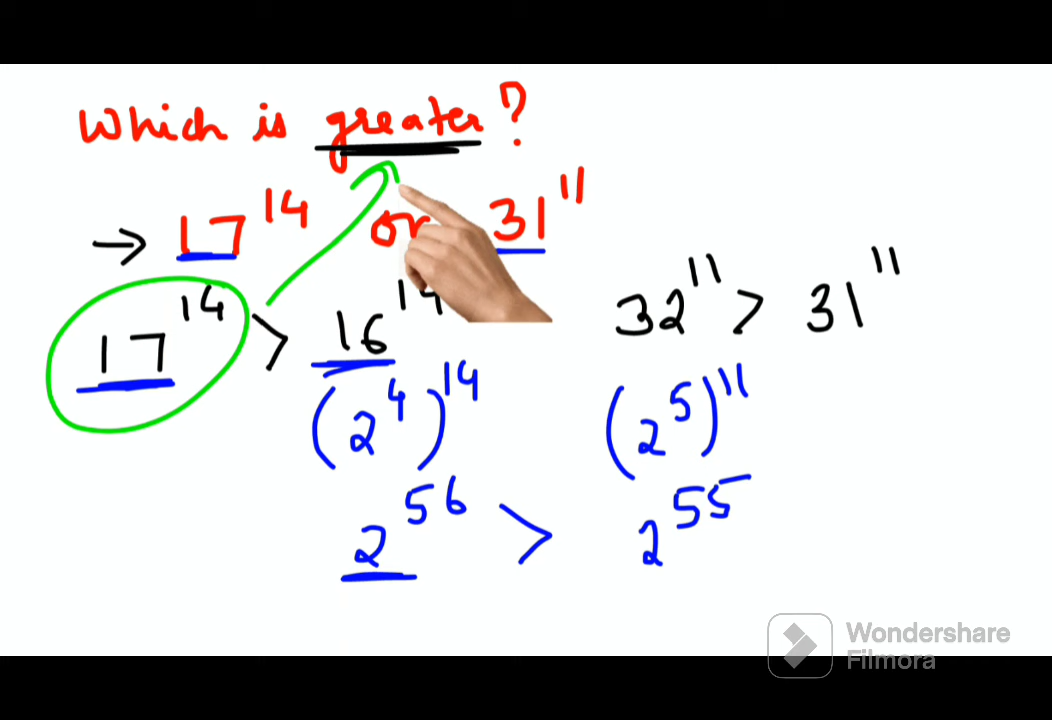 Which is greater?
→ 17^14 or 31^11
17^14 > 16^14 32^11 > 31^11
(2^4)^14 (2^5)^11
2^56 > 2^55
Wondershare
Filmora